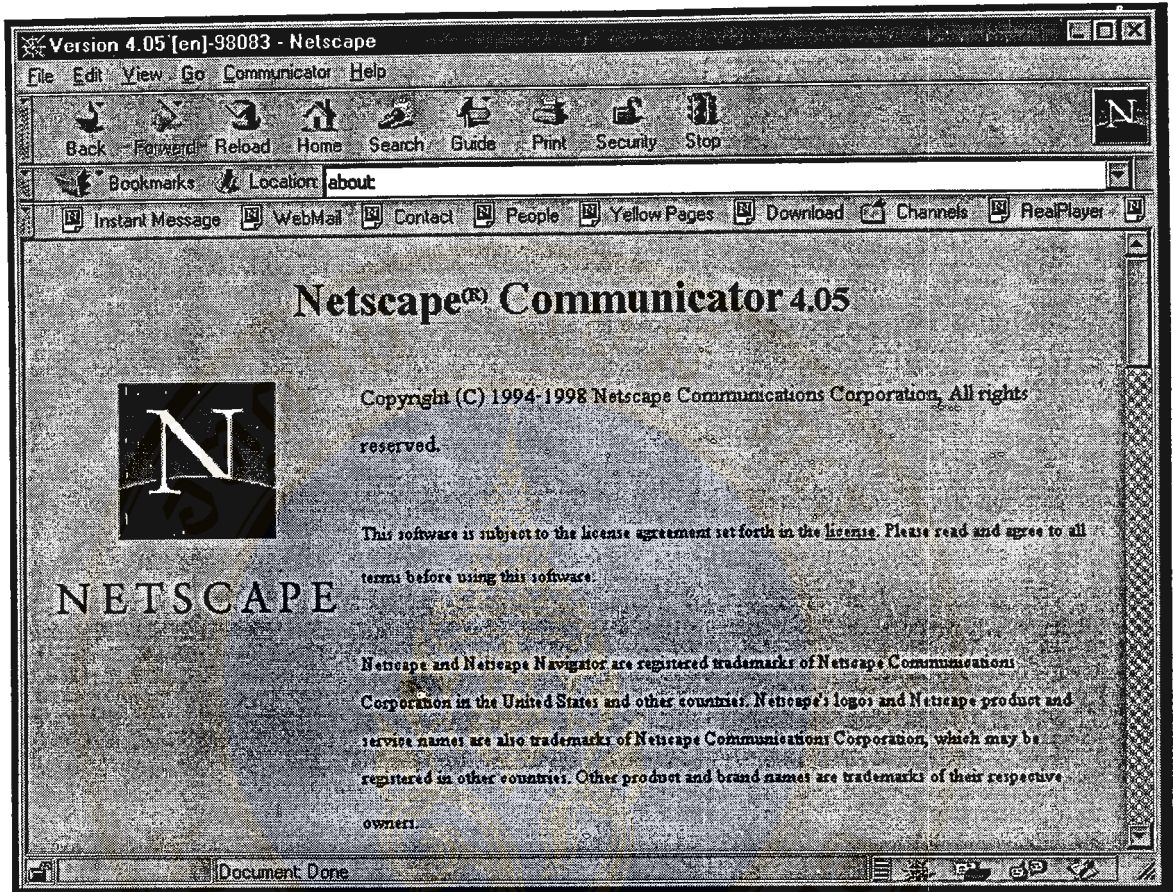 Version 4.05 [en]-98083 - Netscape
File Edit View Go Communicator Help
Back Forward Reload Home Search Guide Print Security Stop
Bookmarks Location: about:
Instant Message WebMail Contact People Yellow Pages Download Channels RealPlayer
Netscape(R) Communicator 4.05
N
Copyright (C) 1994-1998 Netscape Communications Corporation, All rights
reserved.
This software is subject to the license agreement set forth in the license. Please read and agree to all
terms before using this software.
NETSCAPE
Netscape and Netscape Navigator are registered trademarks of Netscape Communications
Corporation in the United States and other countries. Netscape's logos and Netscape product and
service names are also trademarks of Netscape Communications Corporation, which may be
registered in other countries. Other product and brand names are trademarks of their respective
owners.
Document: Done